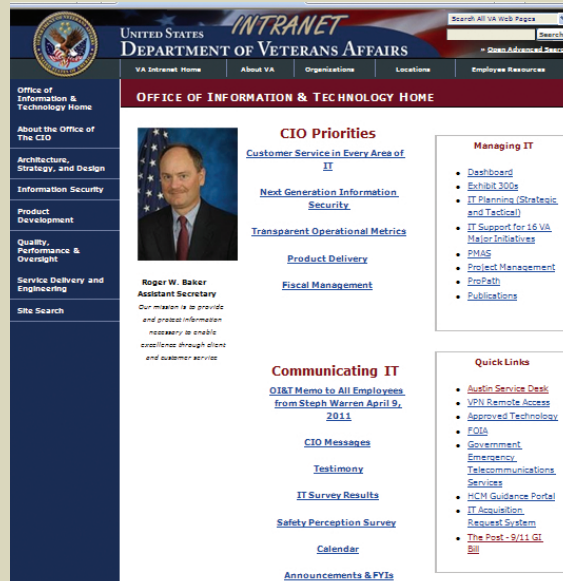 INTRANET
UNITED STATES
DEPARTMENT OF VETERANS AFFAIRS
Search All VA Web Pages
Search
» Open Advanced Search
VA Intranet Home
About VA
Organizations
Locations
Employee Resources
Office of
Information &
Technology Home
About the Office of
The CIO
Architecture,
Strategy, and Design
Information Security
Product
Development
Quality,
Performance &
Oversight
Service Delivery and
Engineering
Site Search
OFFICE OF INFORMATION & TECHNOLOGY HOME
Roger W. Baker
Assistant Secretary
Our mission is to provide
and protect information
necessary to enable
excellence through client
and customer service
CIO Priorities
Customer Service in Every Area of
IT
Next Generation Information
Security
Transparent Operational Metrics
Product Delivery
Fiscal Management
Communicating IT
OI&T Memo to All Employees
from Steph Warren April 9,
2011
CIO Messages
Testimony
IT Survey Results
Safety Perception Survey
Calendar
Announcements & FYIs
Managing IT
Dashboard
Exhibit 300s
IT Planning (Strategic
and Tactical)
IT Support for 16 VA
Major Initiatives
PMAS
Project Management
ProPath
Publications
Quick Links
Austin Service Desk
VPN Remote Access
Approved Technology
FOIA
Government
Emergency
Telecommunications
Services
HCM Guidance Portal
IT Acquisition
Request System
The Post - 9/11 GI
Bill